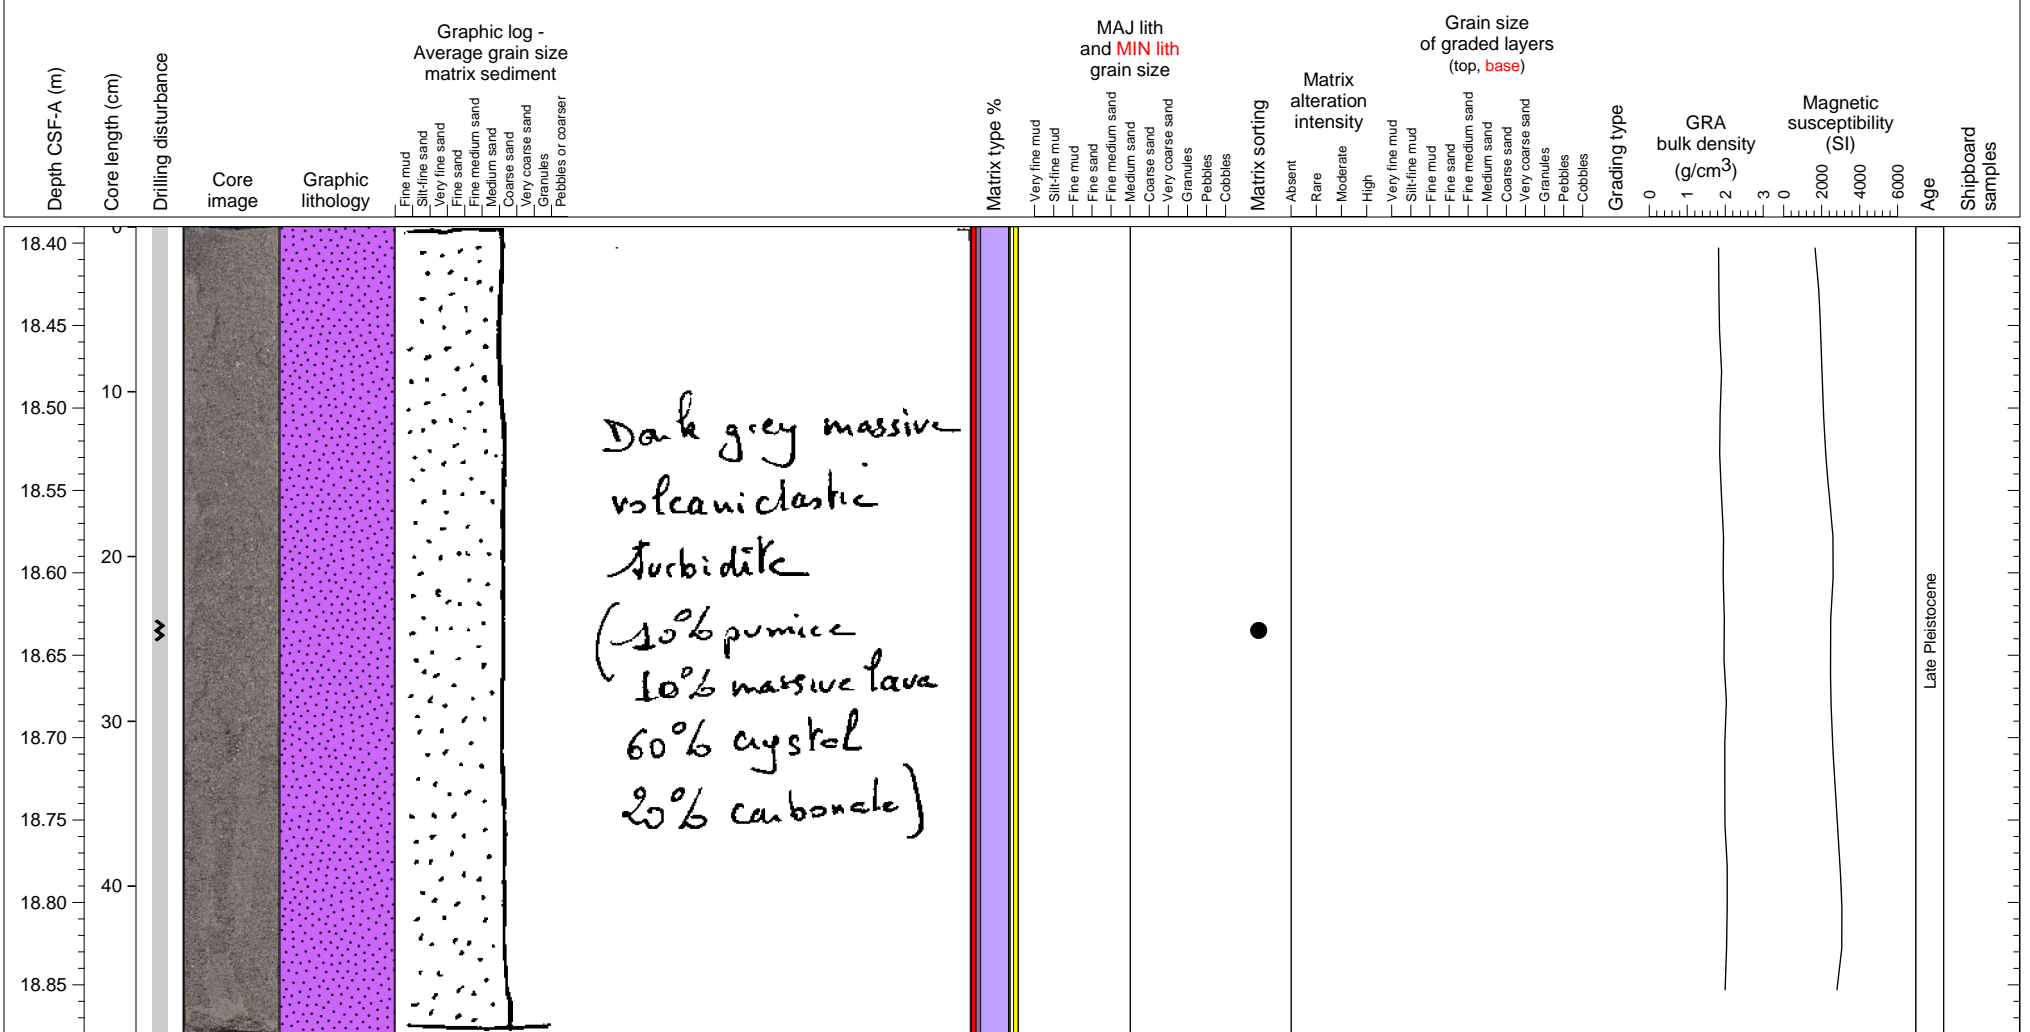 Depth CSF-A (m)
Core length (cm)
Drilling disturbance
Core
image
Graphic
lithology
Graphic log -
Average grain size
matrix sediment
Fine mud
Silt-fine sand
Very fine sand
Fine sand
Fine medium sand
Medium sand
Coarse sand
Very coarse sand
Granules
Pebbles or coarser
Matrix type %
MAJ lith
and MIN lith
grain size
Very fine mud
Silt-fine mud
Fine mud
Fine sand
Fine medium sand
Medium sand
Coarse sand
Very coarse sand
Granules
Pebbles
Cobbles
Matrix sorting
Matrix
alteration
intensity
Absent
Rare
Moderate
High
Grain size
of graded layers
(top, base)
Very fine mud
Silt-fine mud
Fine mud
Fine sand
Fine medium sand
Medium sand
Coarse sand
Very coarse sand
Granules
Pebbles
Cobbles
Grading type
GRA
bulk density
(g/cm3)
0 1 2 3
Magnetic
susceptibility
(SI)
0 2000 4000 6000
Age
Shipboard
samples
18.40
18.45
18.50
18.55
18.60
18.65
18.70
18.75
18.80
18.85
0
10
20
30
40
Dark grey massive
volcaniclastic
turbidite
(10% pumice
10% massive lava
60% crystal
20% carbonate)
Late Pleistocene